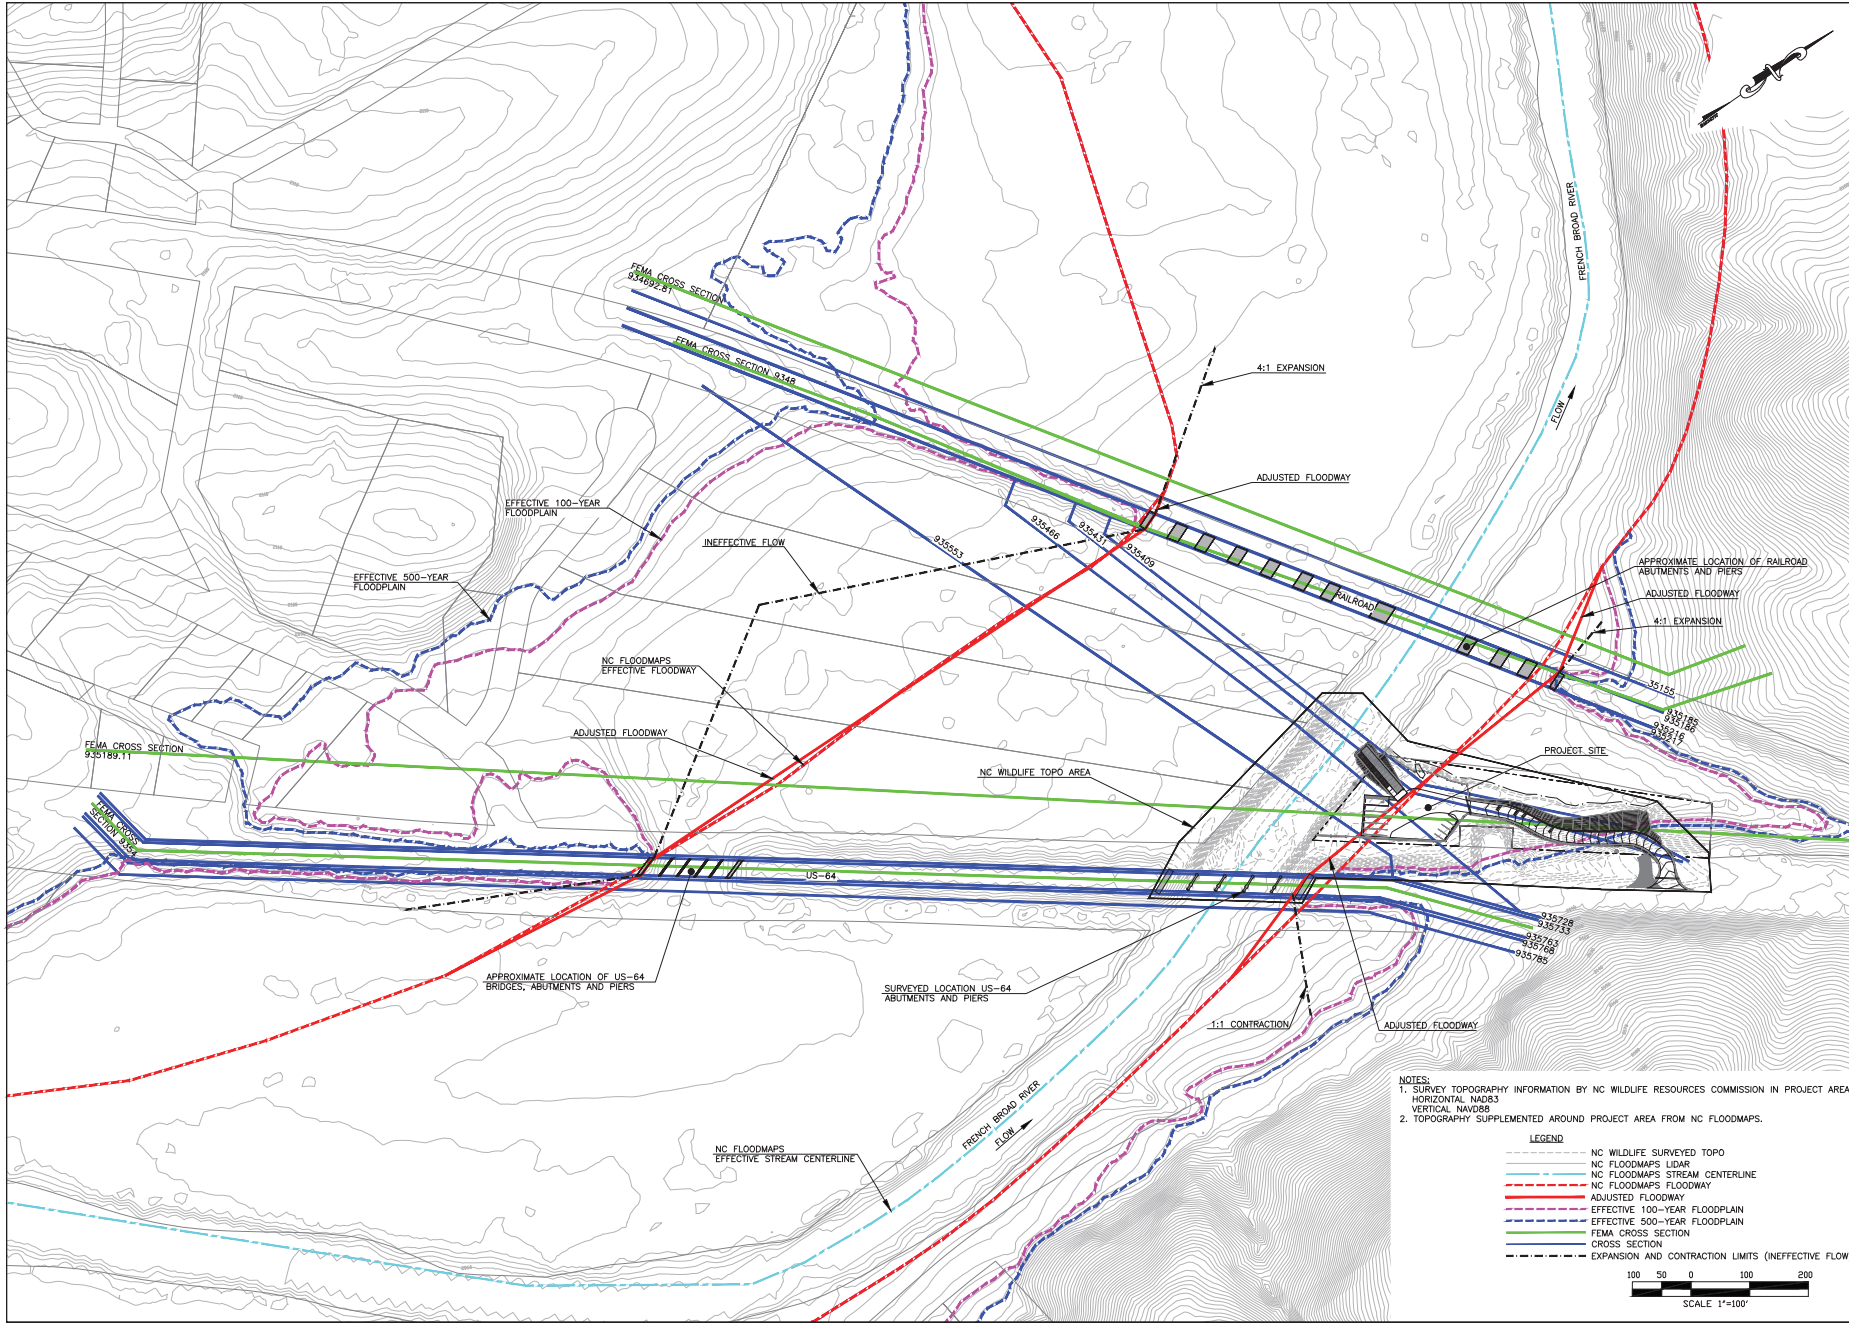 FRENCH BROAD RIVER
FEMA CROSS SECTION
934692.81
FEMA CROSS SECTION 9348
4:1 EXPANSION
FLOW
ADJUSTED FLOODWAY
EFFECTIVE 100-YEAR
FLOODPLAIN
INEFFECTIVE FLOW
935553
935466
935431
935409
EFFECTIVE 500-YEAR
FLOODPLAIN
RAILROAD
APPROXIMATE LOCATION OF RAILROAD
ABUTMENTS AND PIERS
ADJUSTED FLOODWAY
4:1 EXPANSION
NC FLOODMAPS
EFFECTIVE FLOODWAY
35155
935185
935186
935216
935217
ADJUSTED FLOODWAY
FEMA CROSS SECTION
935189.11
NC WILDLIFE TOPO AREA
PROJECT SITE
FEMA CROSS
SECTION 9354
US-64
935728
935733
935763
935768
935785
APPROXIMATE LOCATION OF US-64
BRIDGES, ABUTMENTS AND PIERS
SURVEYED LOCATION US-64
ABUTMENTS AND PIERS
1:1 CONTRACTION
ADJUSTED FLOODWAY
FRENCH BROAD RIVER
FLOW
NC FLOODMAPS
EFFECTIVE STREAM CENTERLINE
NOTES:
1. SURVEY TOPOGRAPHY INFORMATION BY NC WILDLIFE RESOURCES COMMISSION IN PROJECT AREA
HORIZONTAL NAD83
VERTICAL NAVD88
2. TOPOGRAPHY SUPPLEMENTED AROUND PROJECT AREA FROM NC FLOODMAPS.
LEGEND
NC WILDLIFE SURVEYED TOPO
NC FLOODMAPS LIDAR
NC FLOODMAPS STREAM CENTERLINE
NC FLOODMAPS FLOODWAY
ADJUSTED FLOODWAY
EFFECTIVE 100-YEAR FLOODPLAIN
EFFECTIVE 500-YEAR FLOODPLAIN
FEMA CROSS SECTION
CROSS SECTION
EXPANSION AND CONTRACTION LIMITS (INEFFECTIVE FLOW
100 50 0 100 200
SCALE 1"=100'